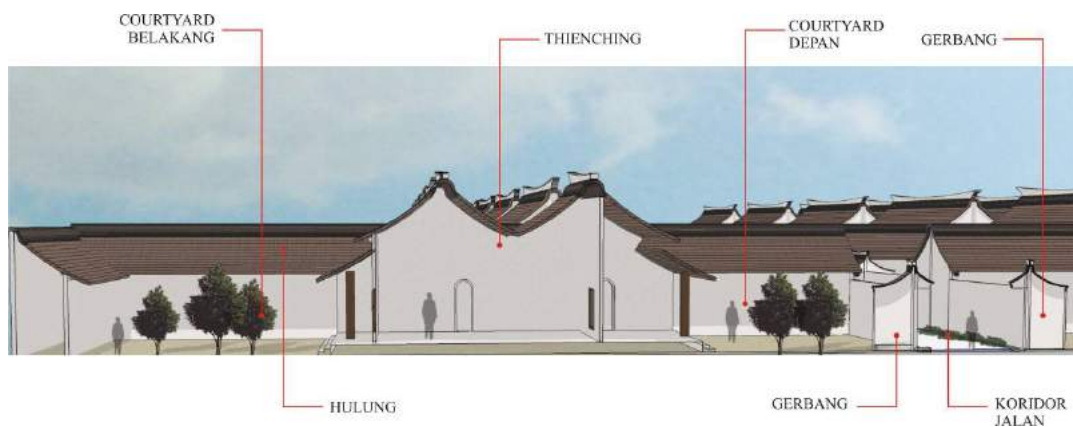 COURTYARD
BELAKANG
THIENCHING
COURTYARD
DEPAN
GERBANG
HULUNG
GERBANG
KORIDOR
JALAN